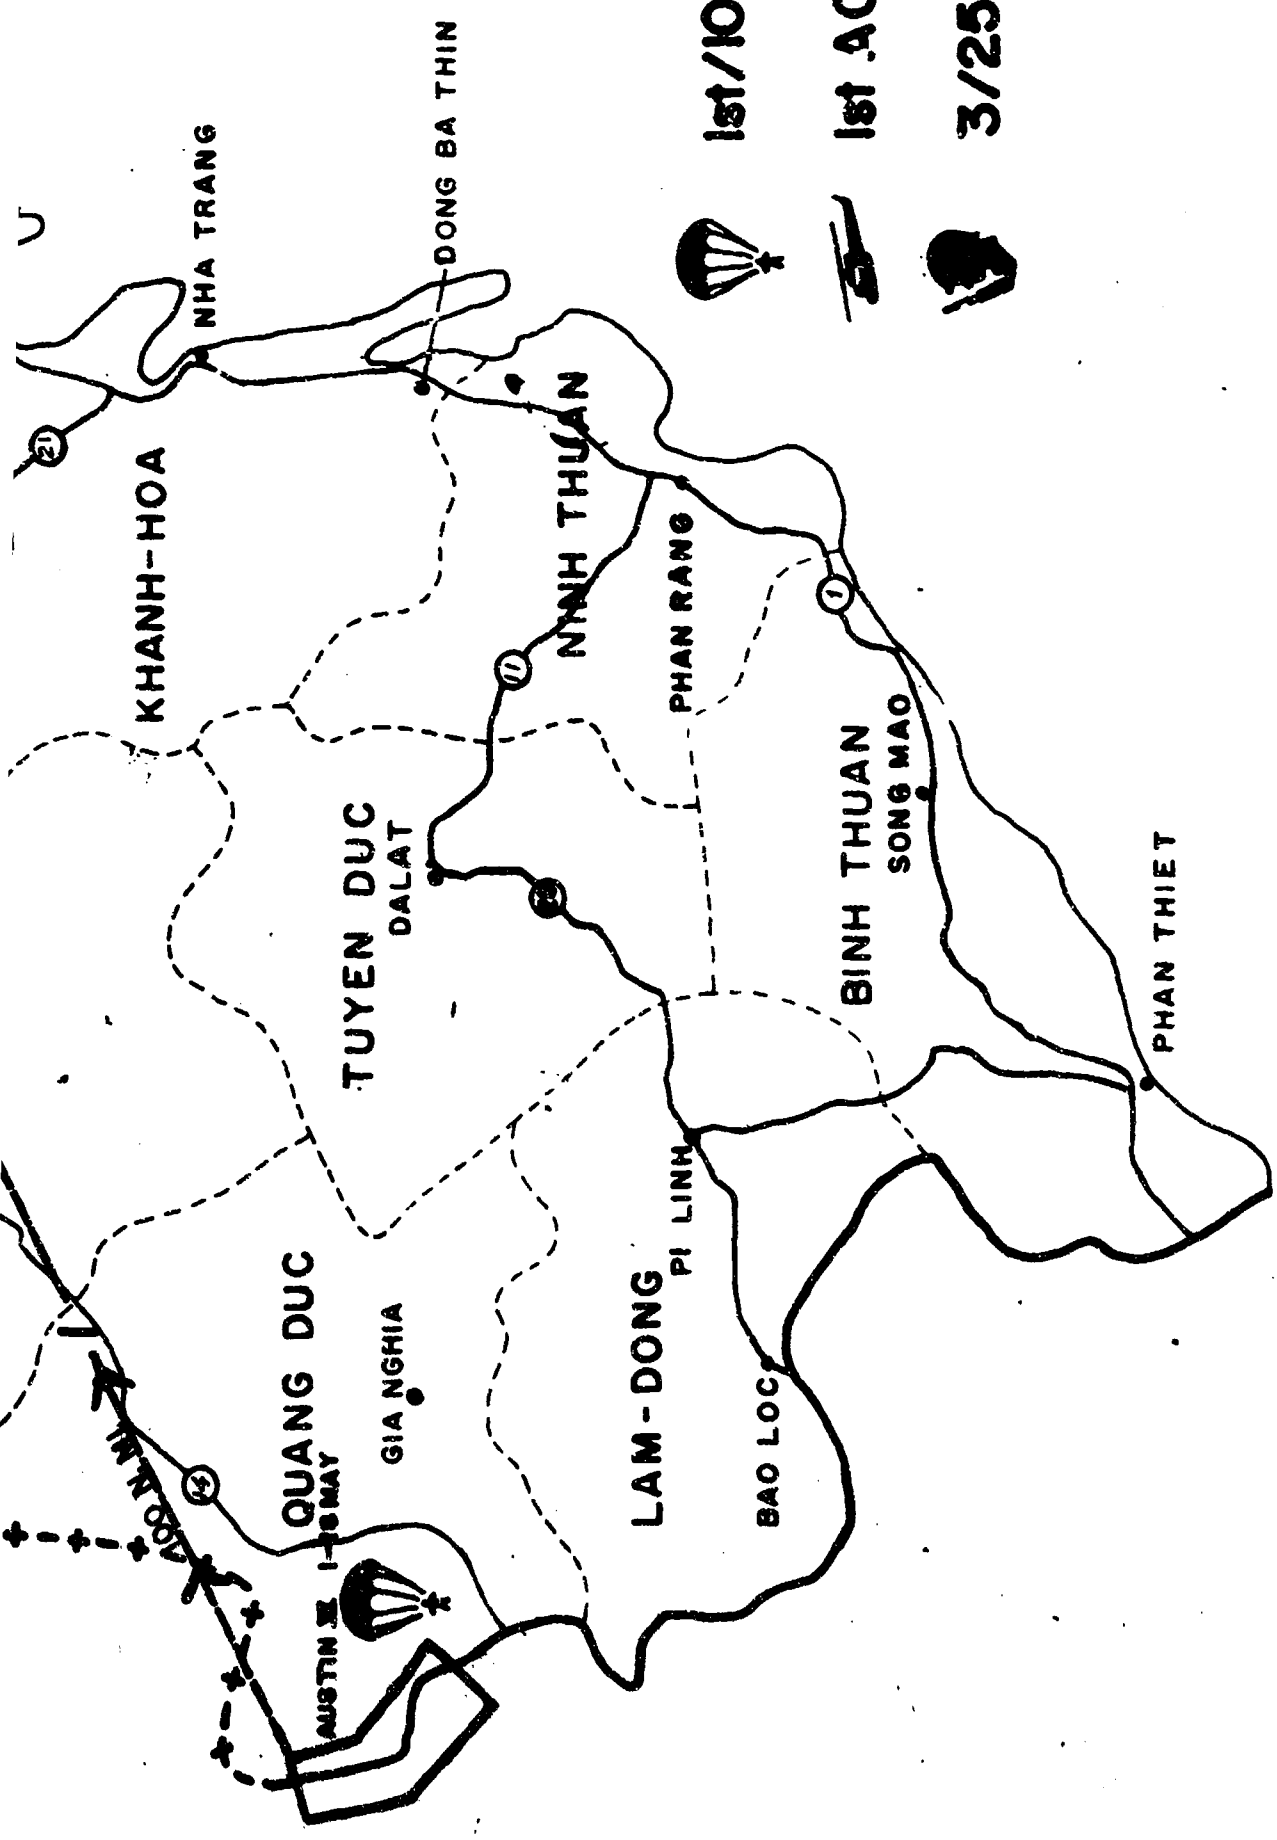 21
NHA TRANG
KHANH-HOA
DONG BA THIN
NINH THUAN
11
PHAN RANG
1
TUYEN DUC
DALAT
BINH THUAN
SONG MAO
PHAN THIET
QUANG DUC
GIA NGHIA
14
AUSTIN
MAY
LAM-DONG
PI LINH
BAO LOC
1st/10
1st AC
3/25